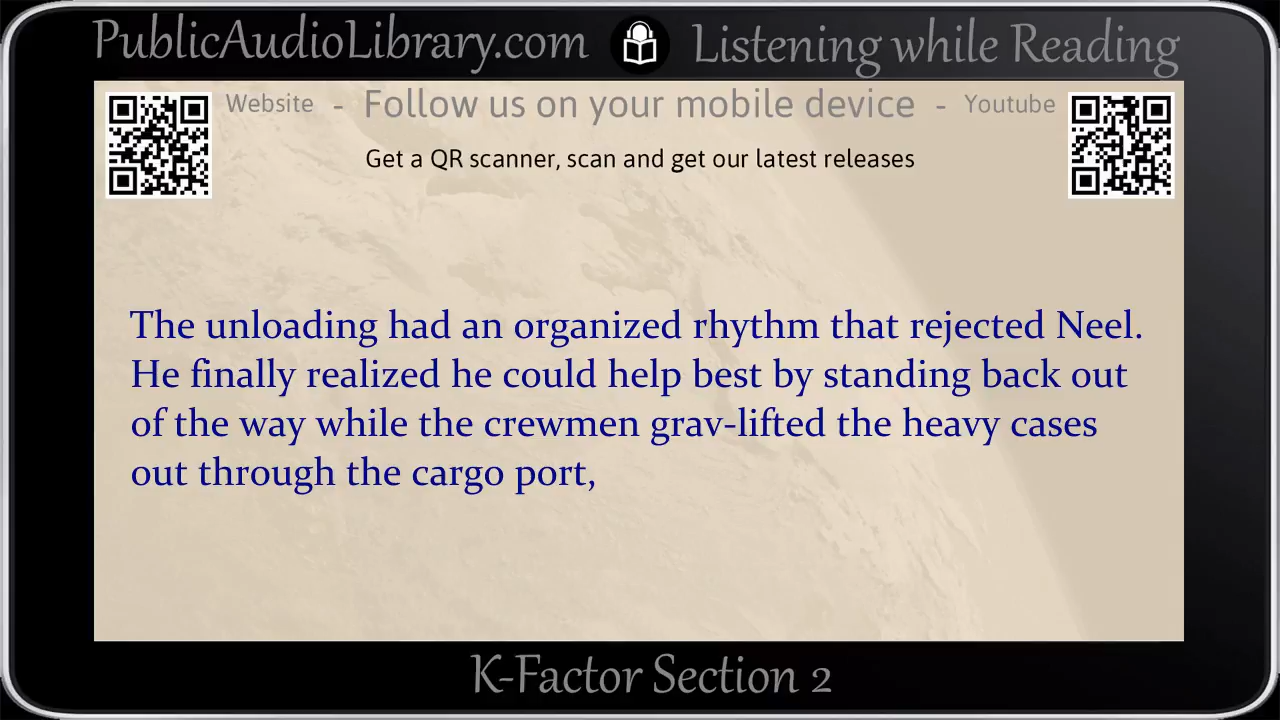 PublicAudioLibrary.com Listening while Reading
Website - Follow us on your mobile device - Youtube
Get a QR scanner, scan and get our latest releases
The unloading had an organized rhythm that rejected Neel.
He finally realized he could help best by standing back out
of the way while the crewmen grav-lifted the heavy cases
out through the cargo port,
K-Factor Section 2